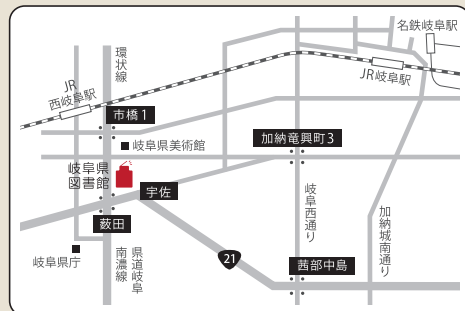 名鉄岐阜駅
環状線
JR
西岐阜駅
JR岐阜駅
市橋1
岐阜県美術館
加納竜興町3
岐阜県
図書館
宇佐
岐阜西通り
加納城南通り
薮田
岐阜県庁
県道岐阜
南濃線
21
茜部中島